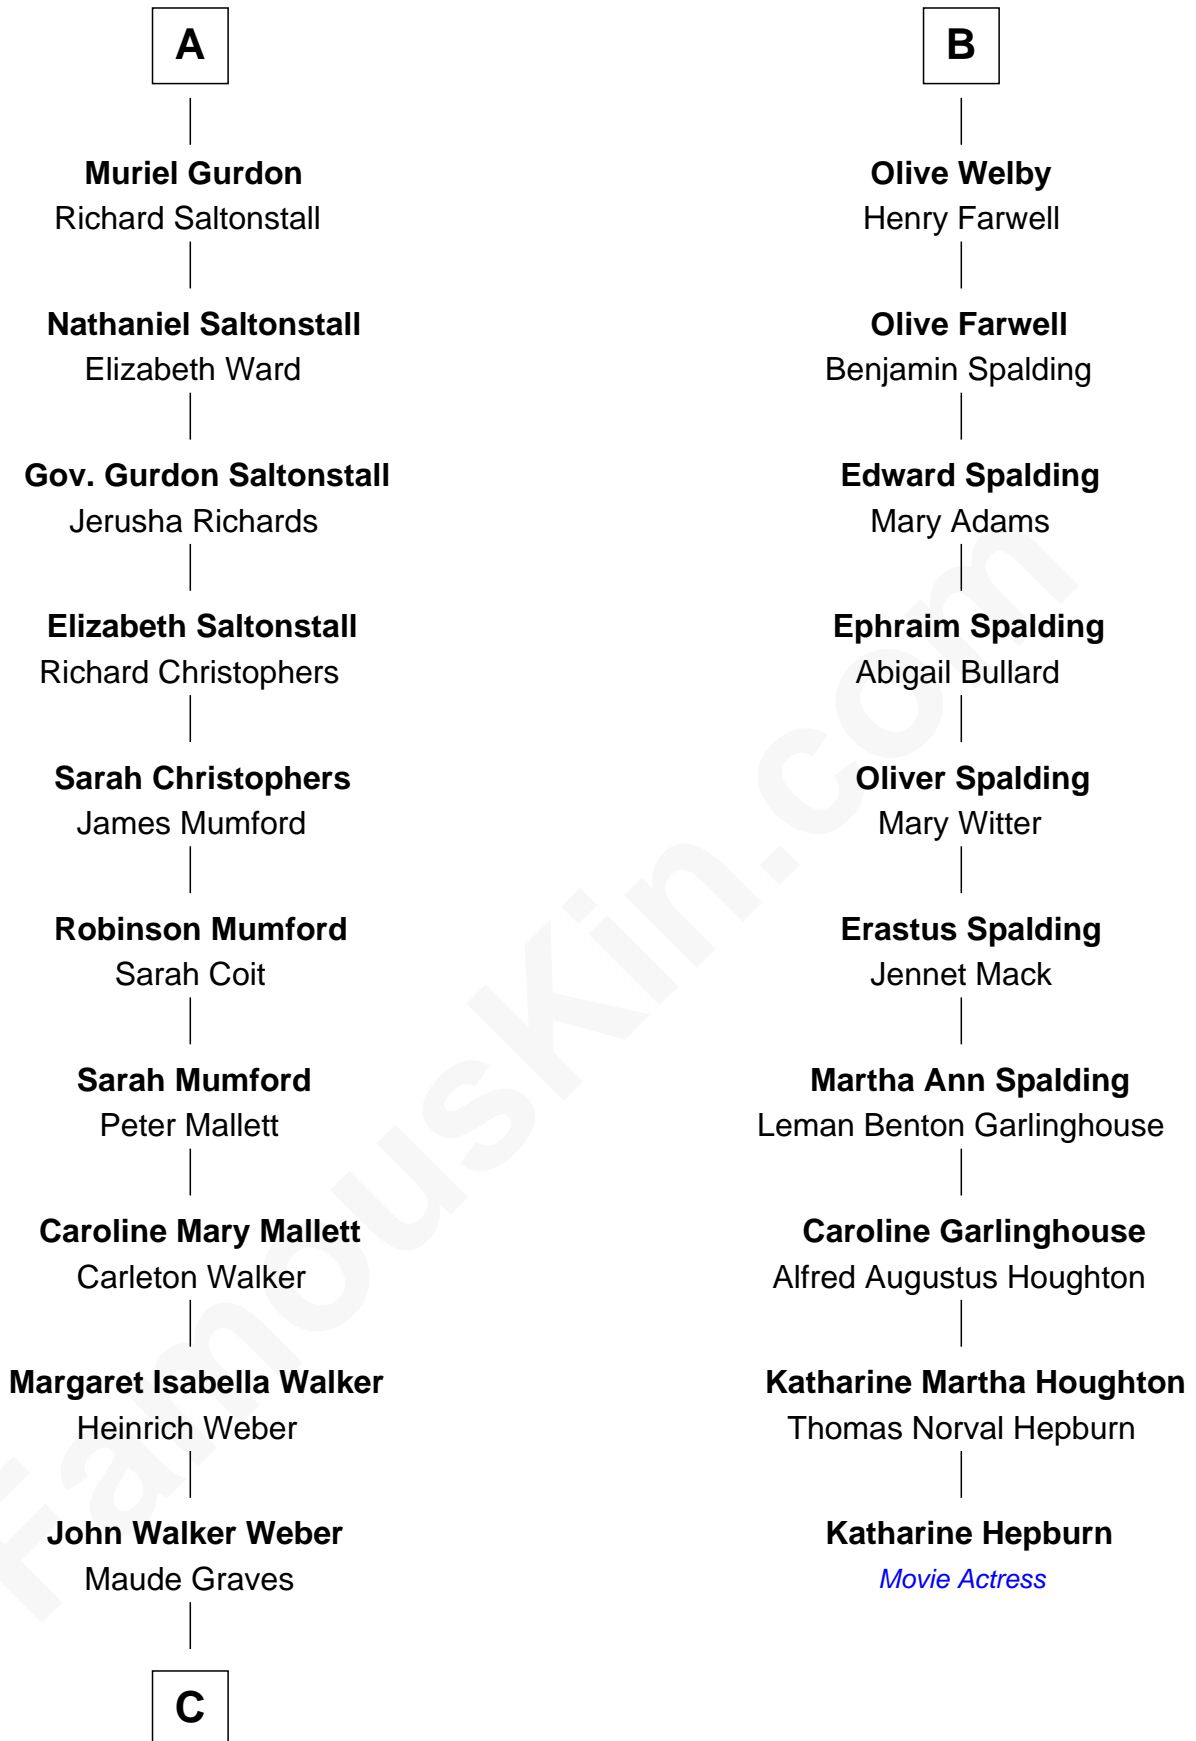 A
Muriel Gurdon
Richard Saltonstall
Nathaniel Saltonstall
Elizabeth Ward
Gov. Gurdon Saltonstall
Jerusha Richards
Elizabeth Saltonstall
Richard Christophers
Sarah Christophers
James Mumford
Robinson Mumford
Sarah Coit
Sarah Mumford
Peter Mallett
Caroline Mary Mallett
Carleton Walker
Margaret Isabella Walker
Heinrich Weber
John Walker Weber
Maude Graves
C
B
Olive Welby
Henry Farwell
Olive Farwell
Benjamin Spalding
Edward Spalding
Mary Adams
Ephraim Spalding
Abigail Bullard
Oliver Spalding
Mary Witter
Erastus Spalding
Jennet Mack
Martha Ann Spalding
Leman Benton Garlinghouse
Caroline Garlinghouse
Alfred Augustus Houghton
Katharine Martha Houghton
Thomas Norval Hepburn
Katharine Hepburn
Movie Actress
FamousKin.com